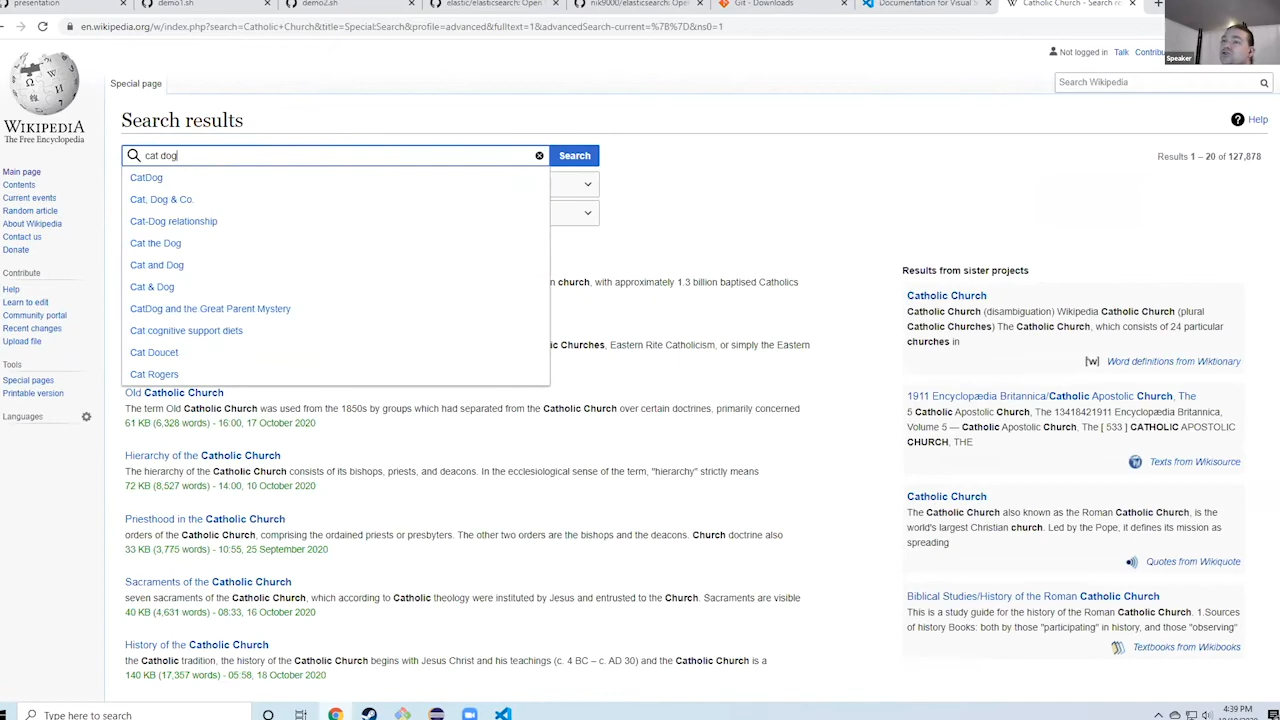 presentation
demo1.sh
demo2.sh
elastic/elasticsearch: Open
nik9000/elasticsearch: Ope
Git - Downloads
Documentation for Visual S
Catholic Church - Search re
en.wikipedia.org/w/index.php?search=Catholic+Church&title=Special:Search&profile=advanced&fulltext=1&advancedSearch-current=%7B%7D&ns0=1
Speaker
Not logged in
Talk
Contribu
WIKIPEDIA
The Free Encyclopedia
Special page
Search Wikipedia
Search results
Help
cat dog
Search
Results 1 – 20 of 127,878
Main page
Contents
Current events
Random article
About Wikipedia
Contact us
Donate
Contribute
Help
Learn to edit
Community portal
Recent changes
Upload file
Tools
Special pages
Printable version
Languages
CatDog
Cat, Dog & Co.
Cat-Dog relationship
Cat the Dog
Cat and Dog
Cat & Dog
CatDog and the Great Parent Mystery
Cat cognitive support diets
Cat Doucet
Cat Rogers
n church, with approximately 1.3 billion baptised Catholics
ic Churches, Eastern Rite Catholicism, or simply the Eastern
Old Catholic Church
The term Old Catholic Church was used from the 1850s by groups which had separated from the Catholic Church over certain doctrines, primarily concerned
61 KB (6,328 words) - 16:00, 17 October 2020
Hierarchy of the Catholic Church
The hierarchy of the Catholic Church consists of its bishops, priests, and deacons. In the ecclesiological sense of the term, "hierarchy" strictly means
72 KB (8,527 words) - 14:00, 10 October 2020
Priesthood in the Catholic Church
orders of the Catholic Church, comprising the ordained priests or presbyters. The other two orders are the bishops and the deacons. Church doctrine also
33 KB (3,775 words) - 10:55, 25 September 2020
Sacraments of the Catholic Church
seven sacraments of the Catholic Church, which according to Catholic theology were instituted by Jesus and entrusted to the Church. Sacraments are visible
40 KB (4,631 words) - 08:33, 16 October 2020
History of the Catholic Church
the Catholic tradition, the history of the Catholic Church begins with Jesus Christ and his teachings (c. 4 BC – c. AD 30) and the Catholic Church is a
140 KB (17,357 words) - 05:58, 18 October 2020
Results from sister projects
Catholic Church
Catholic Church (disambiguation) Wikipedia Catholic Church (plural
Catholic Churches) The Catholic Church, which consists of 24 particular
churches in
Word definitions from Wiktionary
1911 Encyclopædia Britannica/Catholic Apostolic Church, The
5 Catholic Apostolic Church, The 13418421911 Encyclopædia Britannica,
Volume 5 — Catholic Apostolic Church, The [ 533 ] CATHOLIC APOSTOLIC
CHURCH, THE
Texts from Wikisource
Catholic Church
The Catholic Church also known as the Roman Catholic Church, is the
world's largest Christian church. Led by the Pope, it defines its mission as
spreading
Quotes from Wikiquote
Biblical Studies/History of the Roman Catholic Church
This is a study guide for the history of the Roman Catholic Church. 1.Sources
of history Books: both by those "participating" in history, and those "observing"
Textbooks from Wikibooks
Type here to search
4:39 PM